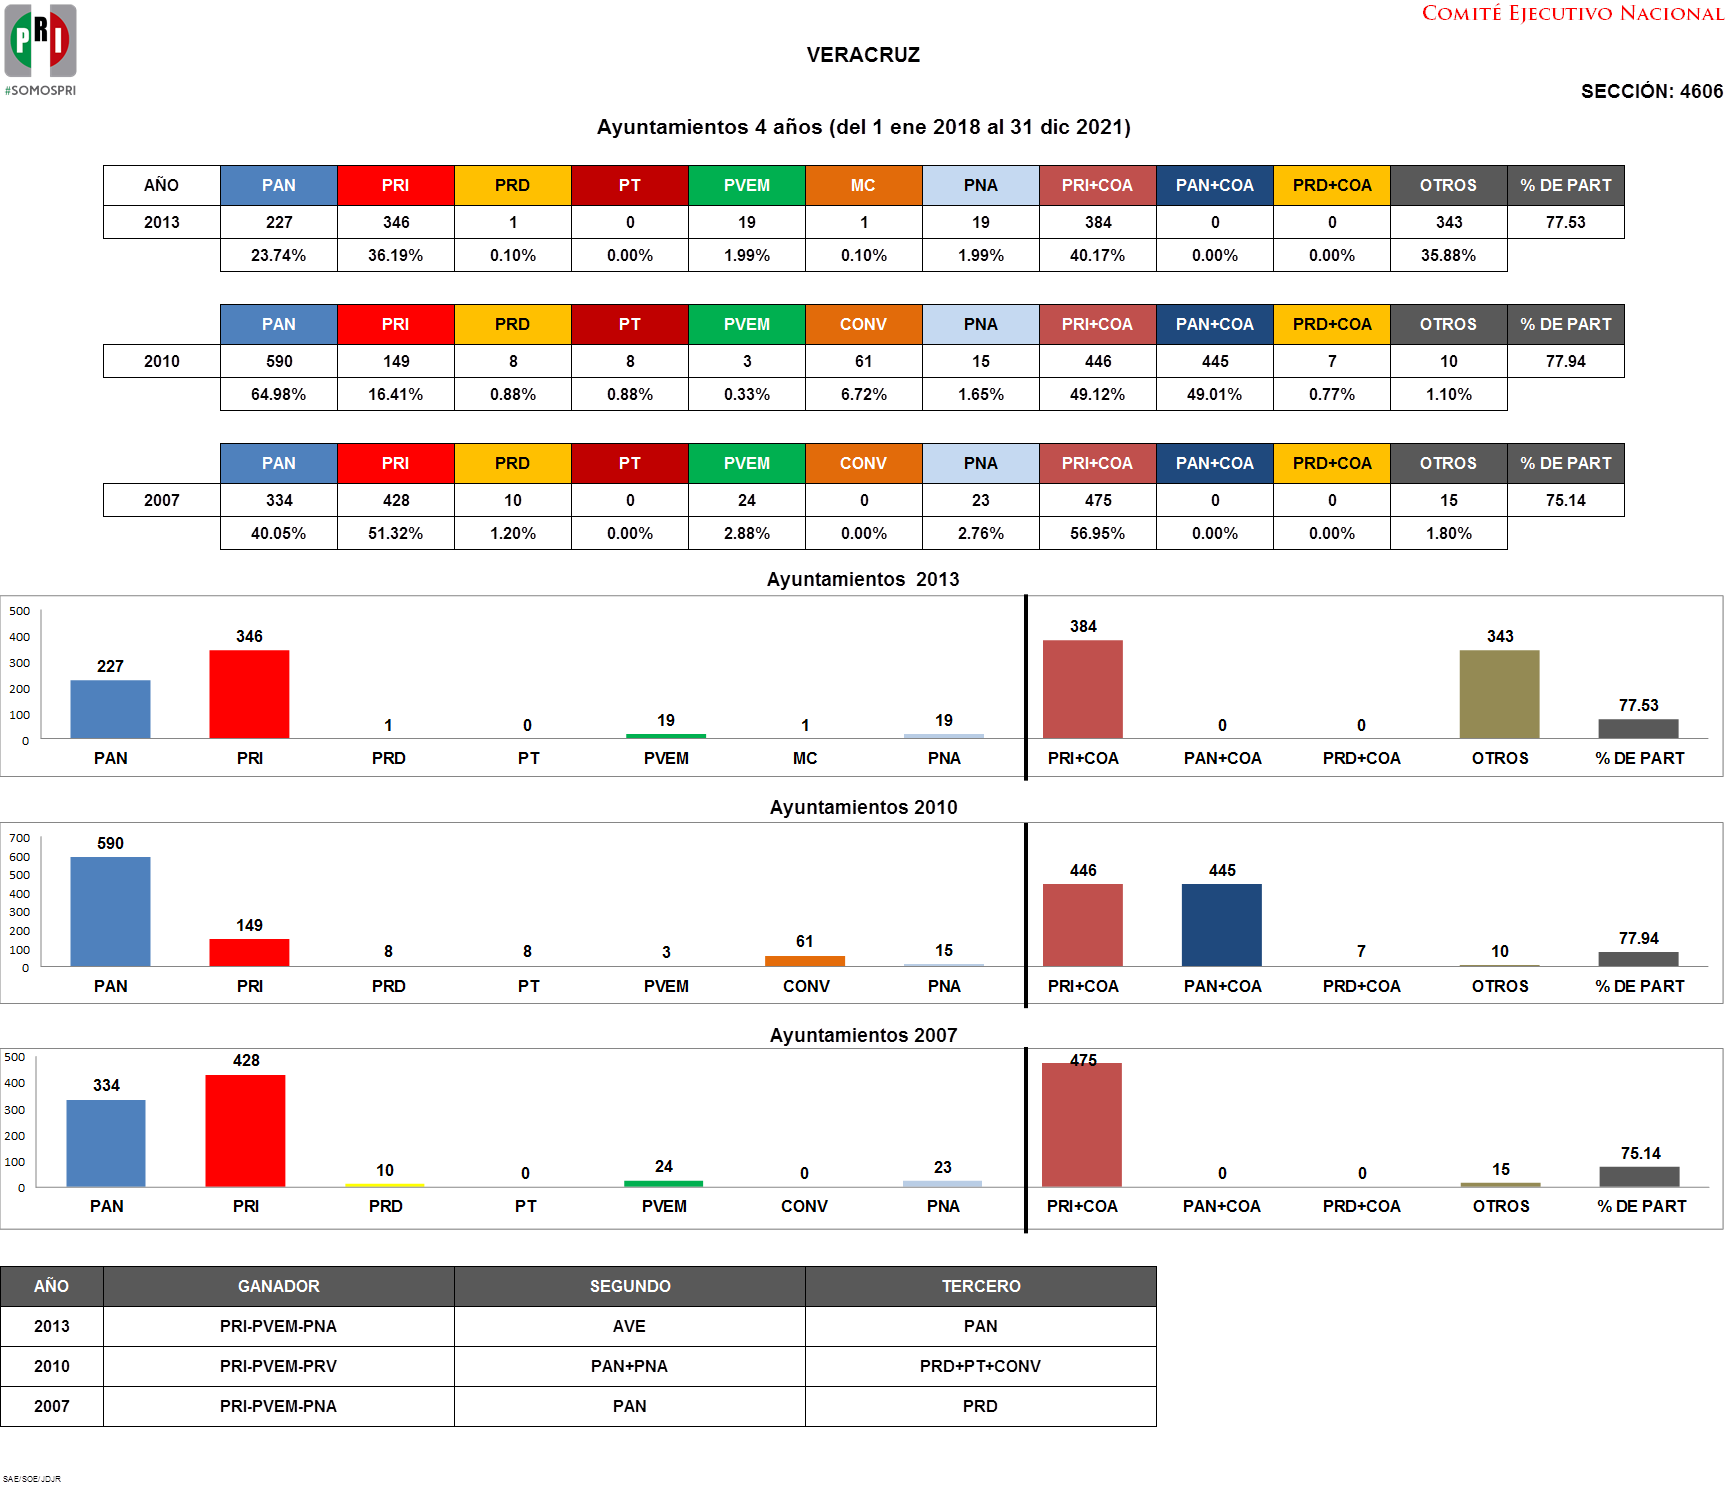 PRI
#SOMOSPRI
COMITÉ EJECUTIVO NACIONAL
VERACRUZ
SECCIÓN: 4606
Ayuntamientos 4 años (del 1 ene 2018 al 31 dic 2021)
AÑO PAN PRI PRD PT PVEM MC PNA PRI+COA PAN+COA PRD+COA OTROS % DE PART
2013 227 346 1 0 19 1 19 384 0 0 343 77.53
23.74% 36.19% 0.10% 0.00% 1.99% 0.10% 1.99% 40.17% 0.00% 0.00% 35.88%
PAN PRI PRD PT PVEM CONV PNA PRI+COA PAN+COA PRD+COA OTROS % DE PART
2010 590 149 8 8 3 61 15 446 445 7 10 77.94
64.98% 16.41% 0.88% 0.88% 0.33% 6.72% 1.65% 49.12% 49.01% 0.77% 1.10%
PAN PRI PRD PT PVEM CONV PNA PRI+COA PAN+COA PRD+COA OTROS % DE PART
2007 334 428 10 0 24 0 23 475 0 0 15 75.14
40.05% 51.32% 1.20% 0.00% 2.88% 0.00% 2.76% 56.95% 0.00% 0.00% 1.80%
Ayuntamientos 2013
500
400
300
200
100
0
227 346 1 0 19 1 19 384 0 0 343 77.53
PAN PRI PRD PT PVEM MC PNA PRI+COA PAN+COA PRD+COA OTROS % DE PART
Ayuntamientos 2010
700
600
500
400
300
200
100
0
590 149 8 8 3 61 15 446 445 7 10 77.94
PAN PRI PRD PT PVEM CONV PNA PRI+COA PAN+COA PRD+COA OTROS % DE PART
Ayuntamientos 2007
500
400
300
200
100
0
334 428 10 0 24 0 23 475 0 0 15 75.14
PAN PRI PRD PT PVEM CONV PNA PRI+COA PAN+COA PRD+COA OTROS % DE PART
AÑO GANADOR SEGUNDO TERCERO
2013 PRI-PVEM-PNA AVE PAN
2010 PRI-PVEM-PRV PAN+PNA PRD+PT+CONV
2007 PRI-PVEM-PNA PAN PRD
SAE/SOE/JDJR